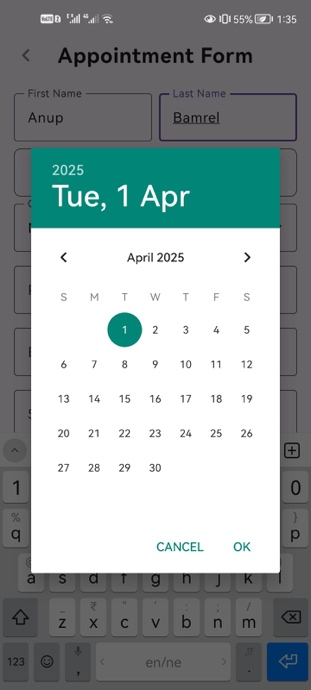 55% 1:35
Appointment Form
First Name
Last Name
Anup
Bamrel
2025
Tue, 1 Apr
April 2025
S M T W T F S
1 2 3 4 5
6 7 8 9 10 11 12
13 14 15 16 17 18 19
20 21 22 23 24 25 26
27 28 29 30
CANCEL OK
1 0
% }
q p
a s d f g h j k l
_ ₹ " ' : ; /
z x c v b n m
123 , en/ne .